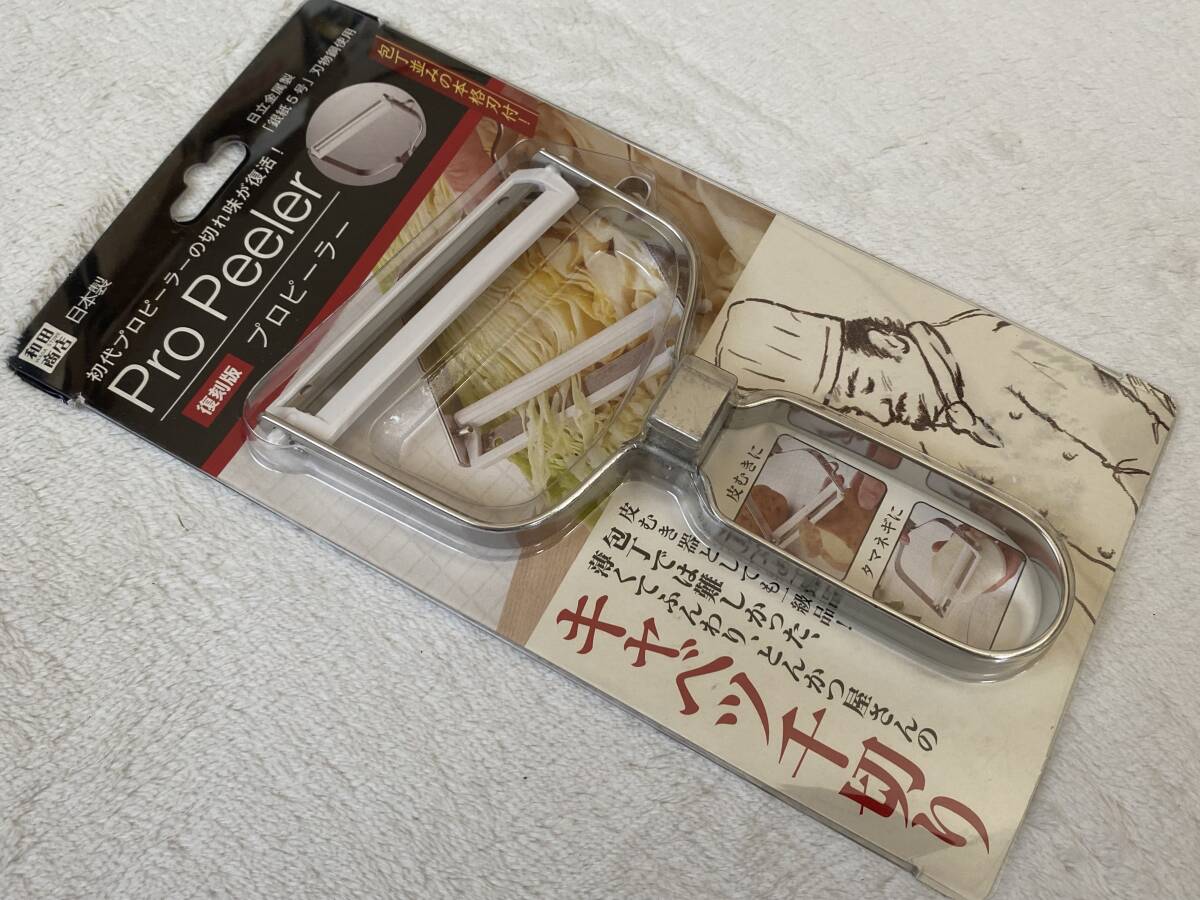 包丁並みの本格刃付!
日立金属製
「銀紙5号」刃物鋼使用
初代プロピーラーの切れ味が復活!
Pro Peeler
復刻版
プロピーラー
和田
商店
日本製
皮むきに
タマネギに
皮むき器としても一級品!
包丁では難しかった、
薄くてふんわり、とんかつ屋さんの
キャベツ千切り